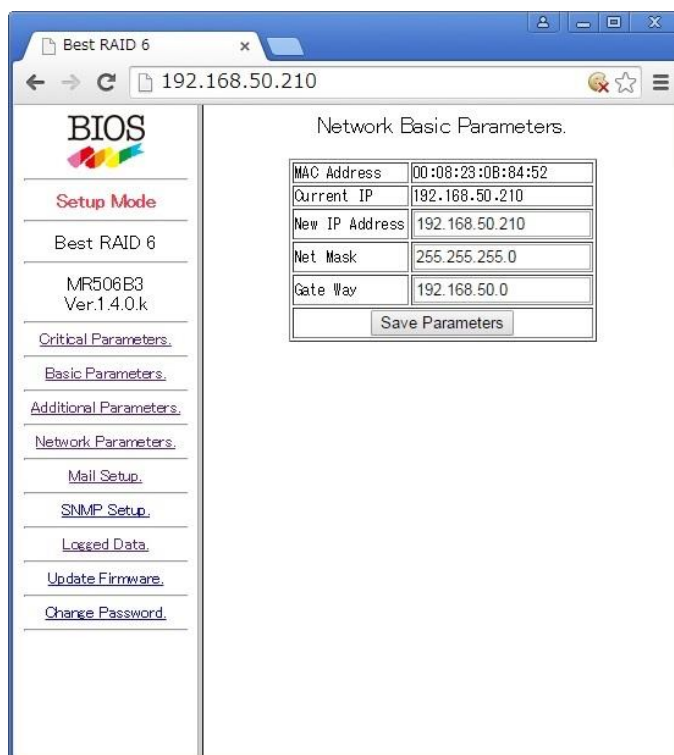 Best RAID 6
192.168.50.210
BIOS
Setup Mode
Best RAID 6
MR506B3
Ver.1.4.0.k
Critical Parameters.
Basic Parameters.
Additional Parameters.
Network Parameters.
Mail Setup.
SNMP Setup.
Logged Data.
Update Firmware.
Change Password.
Network Basic Parameters.
MAC Address 00:08:23:0B:84:52
Current IP 192.168.50.210
New IP Address 192.168.50.210
Net Mask 255.255.255.0
Gate Way 192.168.50.0
Save Parameters